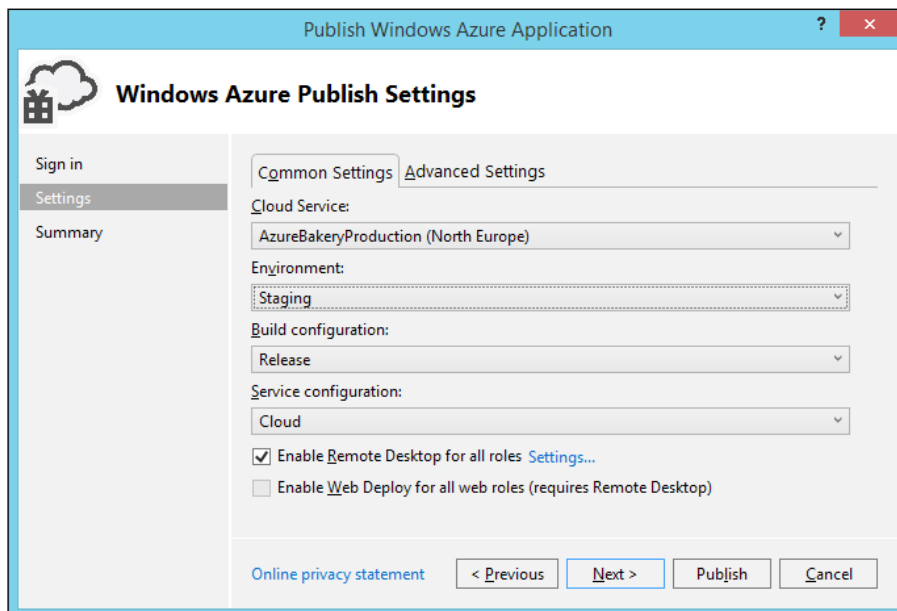 Publish Windows Azure Application
?
Windows Azure Publish Settings
Sign in
Settings
Summary
Common Settings Advanced Settings
Cloud Service:
AzureBakeryProduction (North Europe)
Environment:
Staging
Build configuration:
Release
Service configuration:
Cloud
Enable Remote Desktop for all roles Settings...
Enable Web Deploy for all web roles (requires Remote Desktop)
Online privacy statement < Previous Next > Publish Cancel